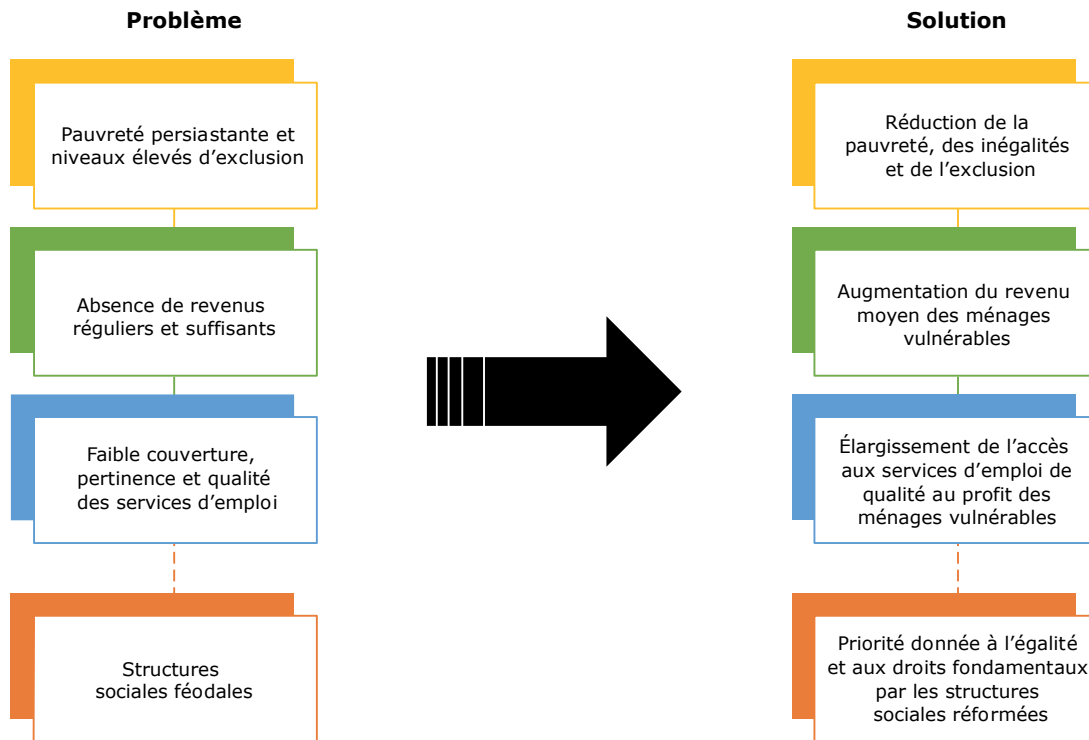 Problème
Pauvreté persiastante et
niveaux élevés d’exclusion
Absence de revenus
réguliers et suffisants
Faible couverture,
pertinence et qualité
des services d’emploi
Structures
sociales féodales
Solution
Réduction de la
pauvreté, des inégalités
et de l’exclusion
Augmentation du revenu
moyen des ménages
vulnérables
Élargissement de l’accès
aux services d’emploi de
qualité au profit des
ménages vulnérables
Priorité donnée à l’égalité
et aux droits fondamentaux
par les structures
sociales réformées